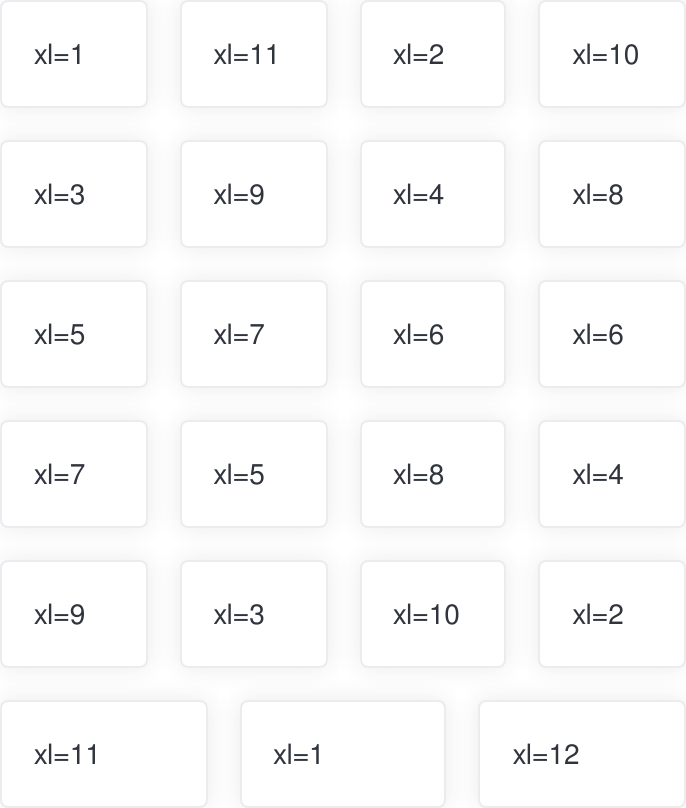 xl=1 xl=11 xl=2 xl=10
xl=3 xl=9 xl=4 xl=8
xl=5 xl=7 xl=6 xl=6
xl=7 xl=5 xl=8 xl=4
xl=9 xl=3 xl=10 xl=2
xl=11 xl=1 xl=12